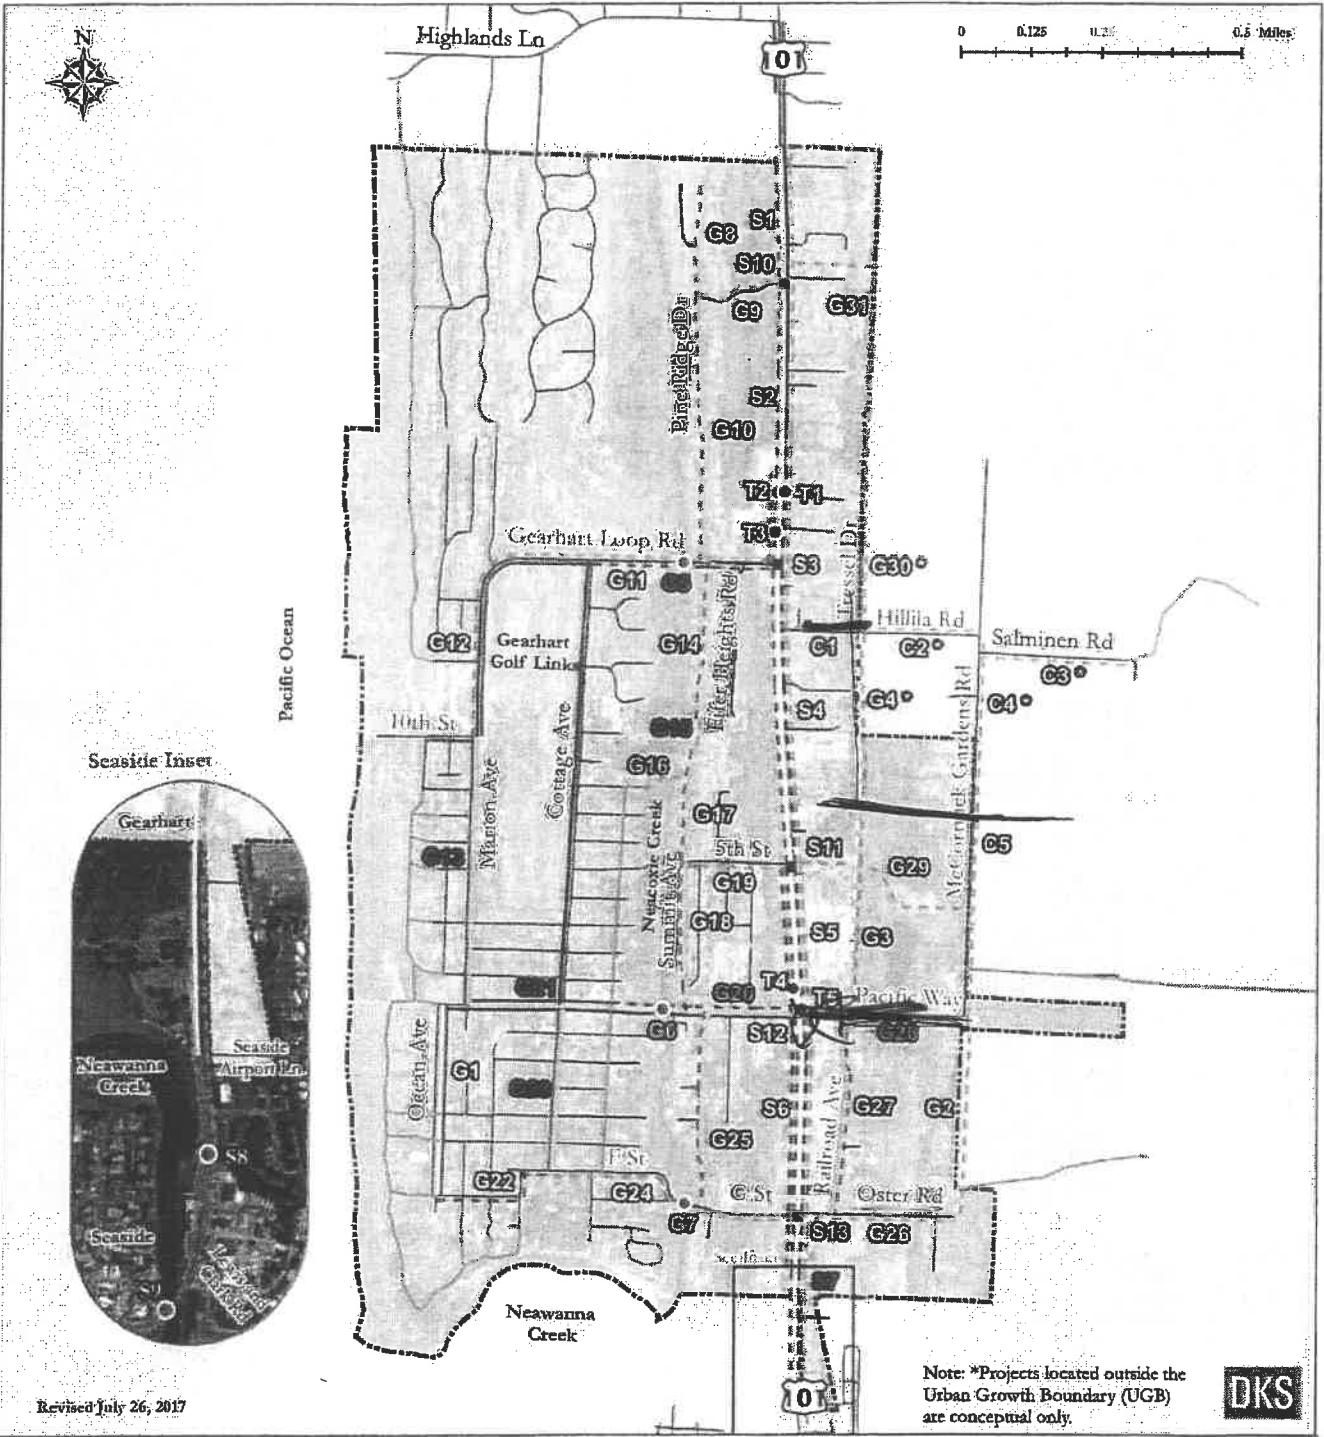 Highlands Ln
N
101
0 0.125 0.5 Miles
S1
G8
S10
G9
G31
Pine Ridge Dr
S2
G10
T2
T1
T3
Gearhart Loop Rd
S3
G30*
G11
Tressel Dr
Hillila Rd
Salminen Rd
G12
Gearhart
Golf Links
G14
C1
C2*
C3*
Pacific Ocean
S4
G4*
C4*
10th St
G16
Seaside Inset
Marion Ave
Cottage Ave
McCormick Gardens Rd
Gearhart
Neacoxie Creek
Summit Ave
G17
5th St
S11
C5
G29
G19
G18
S5
G3
T4
G20
T5
Pacific Way
G6
S12
G28
Seaside
Airport Ln
Neawanna
Creek
Ocean Ave
G1
S6
Railroad Ave
G27
G2
G25
S8
F St
G22
G24
C St
Oster Rd
G7
S13
G26
Seaside
S9
Neawanna
Creek
0
Note: *Projects located outside the
Urban Growth Boundary (UGB)
are conceptual only.
DKS
Revised July 26, 2017